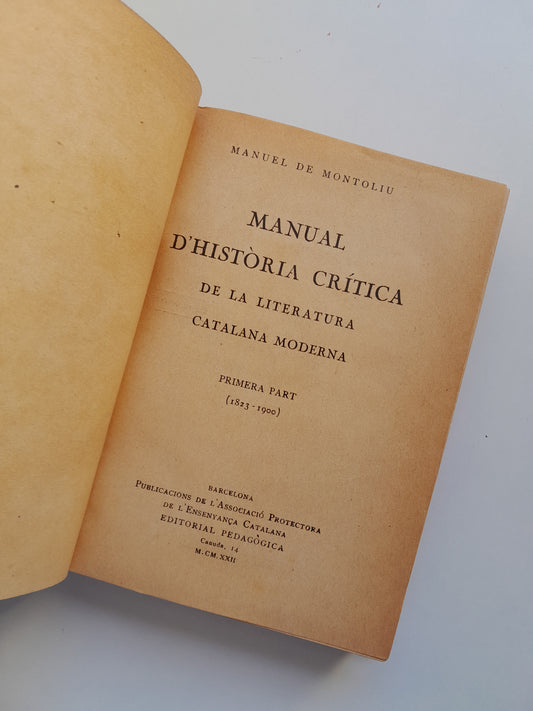 MANUEL DE MONTOLIU
MANUAL
D'HISTÒRIA CRÍTICA
DE LA LITERATURA
CATALANA MODERNA
PRIMERA PART
(1823-1900)
BARCELONA
PUBLICACIONS DE L'ASSOCIACIÓ PROTECTORA
DE L'ENSENYANÇA CATALANA
EDITORIAL PEDAGÒGICA
Canuda, 14
M.CM.XXII